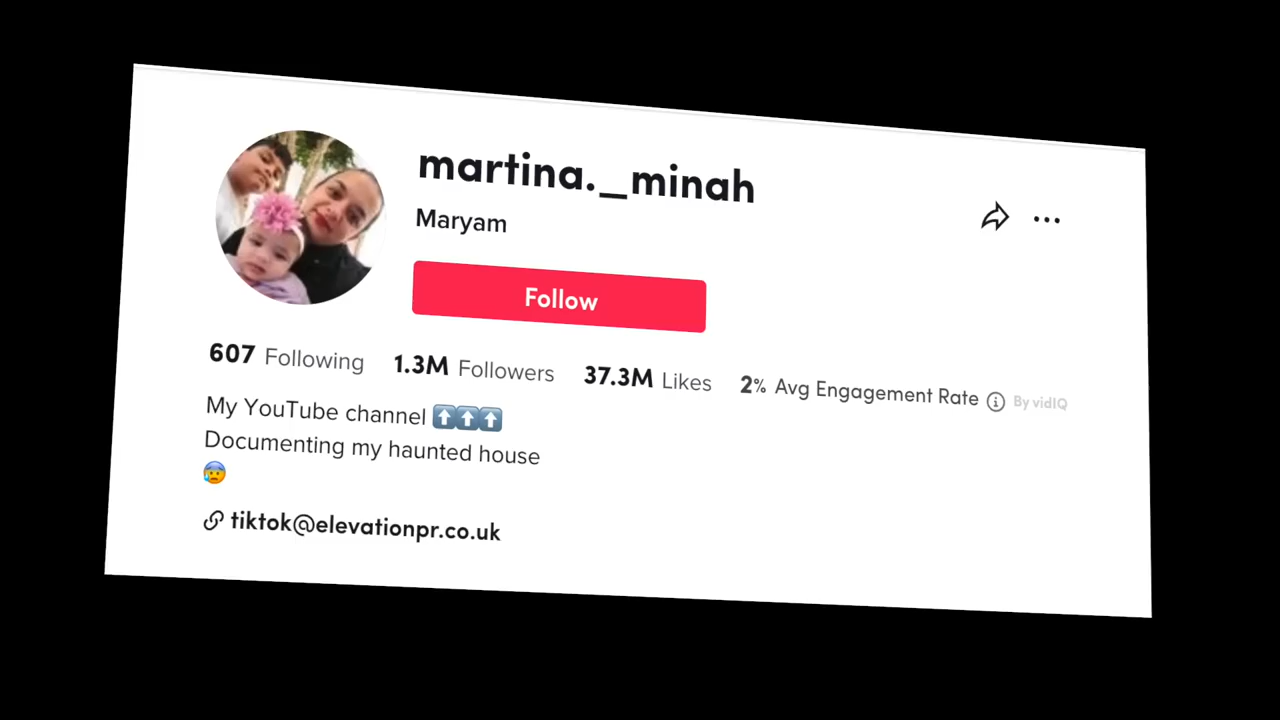 martina._minah
Maryam
Follow
607 Following 1.3M Followers 37.3M Likes 2% Avg Engagement Rate By vidIQ
My YouTube channel ⬆️⬆️⬆️
Documenting my haunted house
😰
tiktok@elevationpr.co.uk